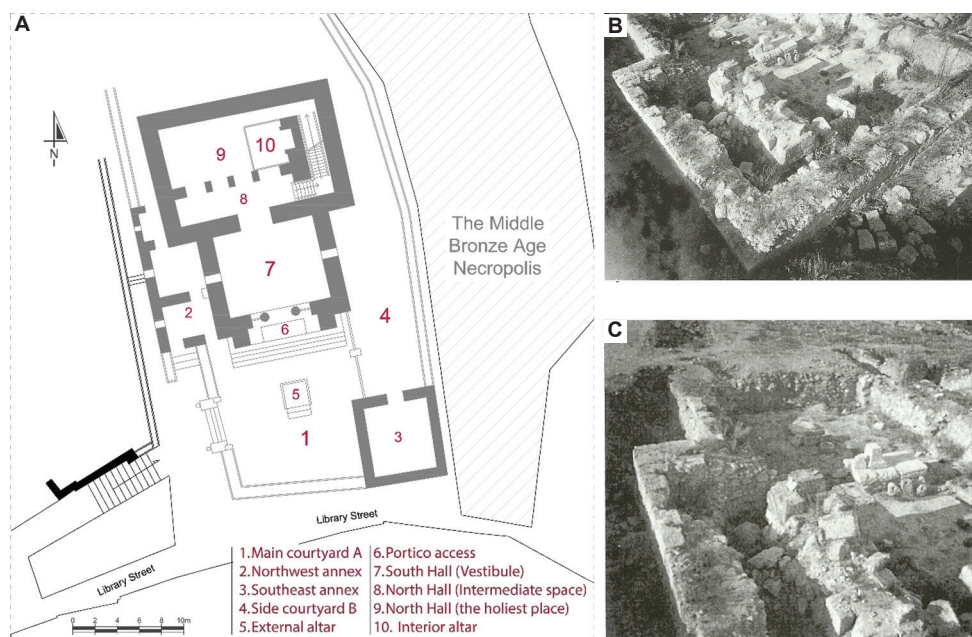 A
B
C
N
The Middle
Bronze Age
Necropolis
9
10
8
7
2
6
4
5
1
3
Library Street
Library Street
0 2 4 6 8 10m
1.Main courtyard A
2.Northwest annex
3.Southeast annex
4.Side courtyard B
5.External altar
6.Portico access
7.South Hall (Vestibule)
8.North Hall (Intermediate space)
9.North Hall (the holiest place)
10. Interior altar